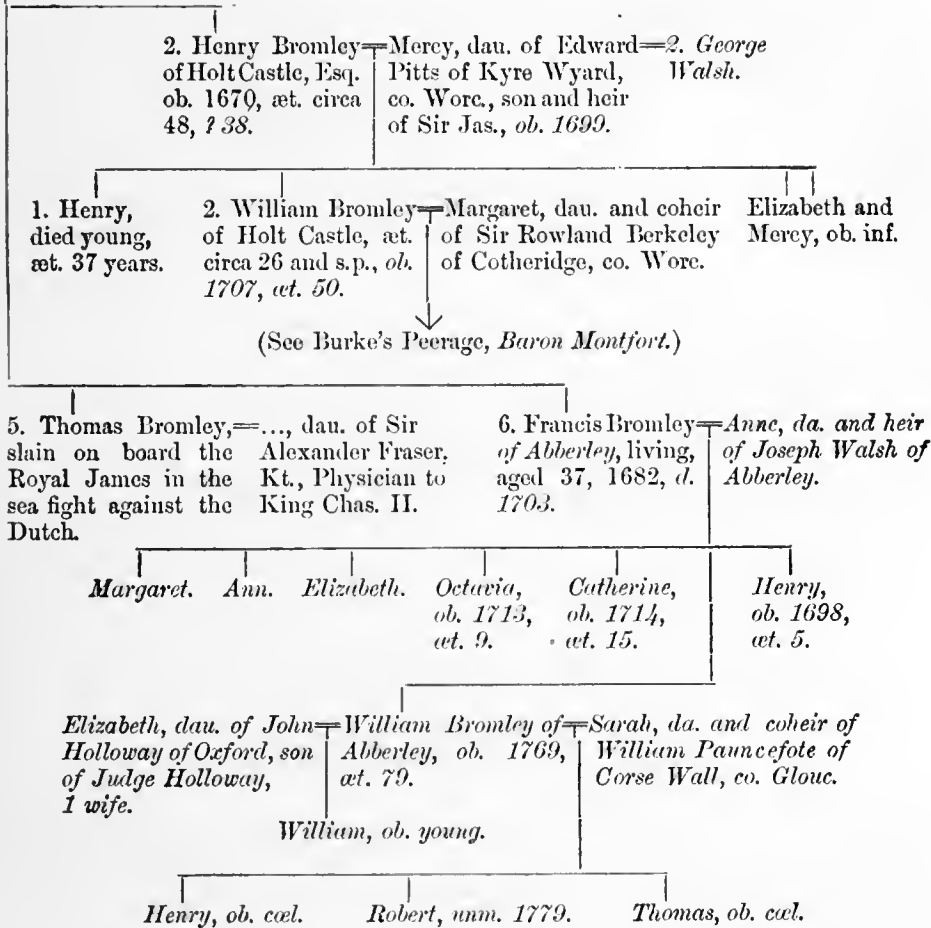 2. Henry Bromley
of Holt Castle, Esq.
ob. 1670, æt. circa
48, ? 38.
Mercy, dau. of Edward
Pitts of Kyre Wyard,
co. Worc., son and heir
of Sir Jas., ob. 1699.
2. George
Walsh.
1. Henry,
died young,
æt. 37 years.
2. William Bromley
of Holt Castle, æt.
circa 26 and s.p., ob.
1707, æt. 50.
Margaret, dau. and coheir
of Sir Rowland Berkeley
of Cotheridge, co. Worc.
Elizabeth and
Mercy, ob. inf.
(See Burke's Peerage, Baron Montfort.)
5. Thomas Bromley,
slain on board the
Royal James in the
sea fight against the
Dutch.
..., dau. of Sir
Alexander Fraser,
Kt., Physician to
King Chas. II.
6. Francis Bromley
of Abberley, living,
aged 37, 1682, d.
1703.
Anne, da. and heir
of Joseph Walsh of
Abberley.
Margaret.
Ann.
Elizabeth.
Octavia,
ob. 1713,
æt. 9.
Catherine,
ob. 1714,
æt. 15.
Henry,
ob. 1698,
æt. 5.
Elizabeth, dau. of John
Holloway of Oxford, son
of Judge Holloway,
1 wife.
William Bromley of
Abberley, ob. 1769,
æt. 79.
Sarah, da. and coheir of
William Pauncefote of
Corse Wall, co. Glouc.
William, ob. young.
Henry, ob. cœl.
Robert, unm. 1779.
Thomas, ob. cœl.